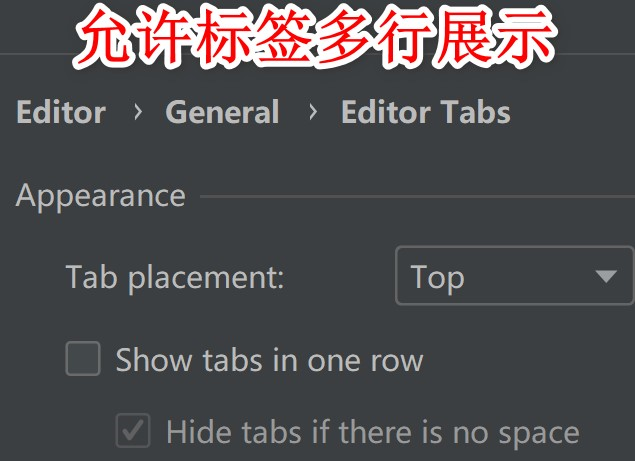 允许标签多行展示
Editor › General › Editor Tabs
Appearance
Tab placement: Top
Show tabs in one row
Hide tabs if there is no space